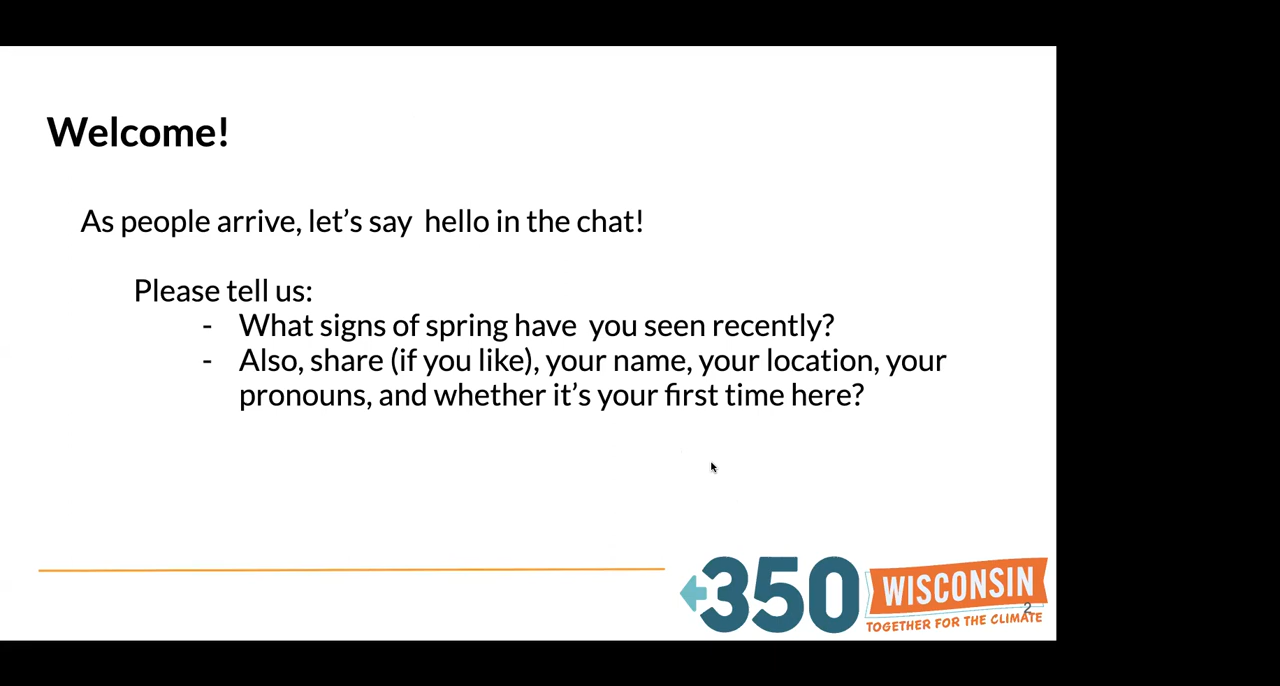 Welcome!
As people arrive, let’s say  hello in the chat!
Please tell us:
- What signs of spring have  you seen recently?
- Also, share (if you like), your name, your location, your
pronouns, and whether it’s your first time here?
350 WISCONSIN
2
TOGETHER FOR THE CLIMATE